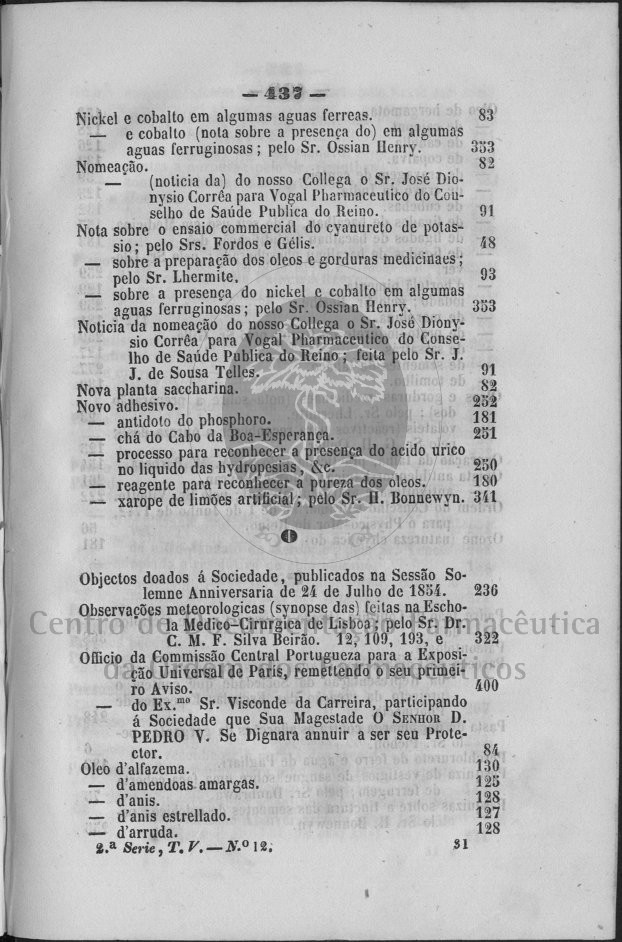 — 437 —
Nickel e cobalto em algumas aguas ferreas. 83
— e cobalto (nota sobre a presença do) em algumas
aguas ferruginosas; pelo Sr. Ossian Henry. 353
Nomeação. 82
— (noticia da) do nosso Collega o Sr. José Dio-
nysio Corrêa para Vogal Pharmaceutico do Con-
selho de Saúde Publica do Reino. 91
Nota sobre o ensaio commercial do cyanureto de potas-
sio; pelo Srs. Fordos e Gélis. 48
— sobre a preparação dos oleos e gorduras medicinaes;
pelo Sr. Lhermite. 93
— sobre a presença do nickel e cobalto em algumas
aguas ferruginosas; pelo Sr. Ossian Henry. 353
Noticia da nomeação do nosso Collega o Sr. José Diony-
sio Corrêa para Vogal Pharmaceutico do Conse-
lho de Saúde Publica do Reino; feita pelo Sr. J.
J. de Sousa Telles. 91
Nova planta saccharina. 82
Novo adhesivo. 252
— antidoto do phosphoro. 181
— chá do Cabo da Boa-Esperança. 251
— processo para reconhecer a presença do acido urico
no liquido das hydropesias, &c. 250
— reagente para reconhecer a pureza dos oleos. 180
— xarope de limões artificial; pelo Sr. H. Bonnewyn. 341
O
Objectos doados á Sociedade, publicados na Sessão So-
lemne Anniversaria de 24 de Julho de 1854. 236
Observações meteorologicas (synopse das) feitas na Escho-
la Medico-Cirurgica de Lisboa; pelo Sr. Dr.
C. M. F. Silva Beirão. 12, 109, 193, e 322
Officio da Commissão Central Portugueza para a Exposi-
ção Universal de Paris, remettendo o seu primei-
ro Aviso. 400
— do Ex.mo Sr. Visconde da Carreira, participando
á Sociedade que Sua Magestade O SENHOR D.
PEDRO V. Se Dignara annuir a ser seu Prote-
ctor. 84
Oleo d'alfazema. 130
— d'amendoas amargas. 125
— d'anis. 128
— d'anis estrellado. 127
— d'arruda. 128
2.ª Serie, T. V. — N.º 12. 31